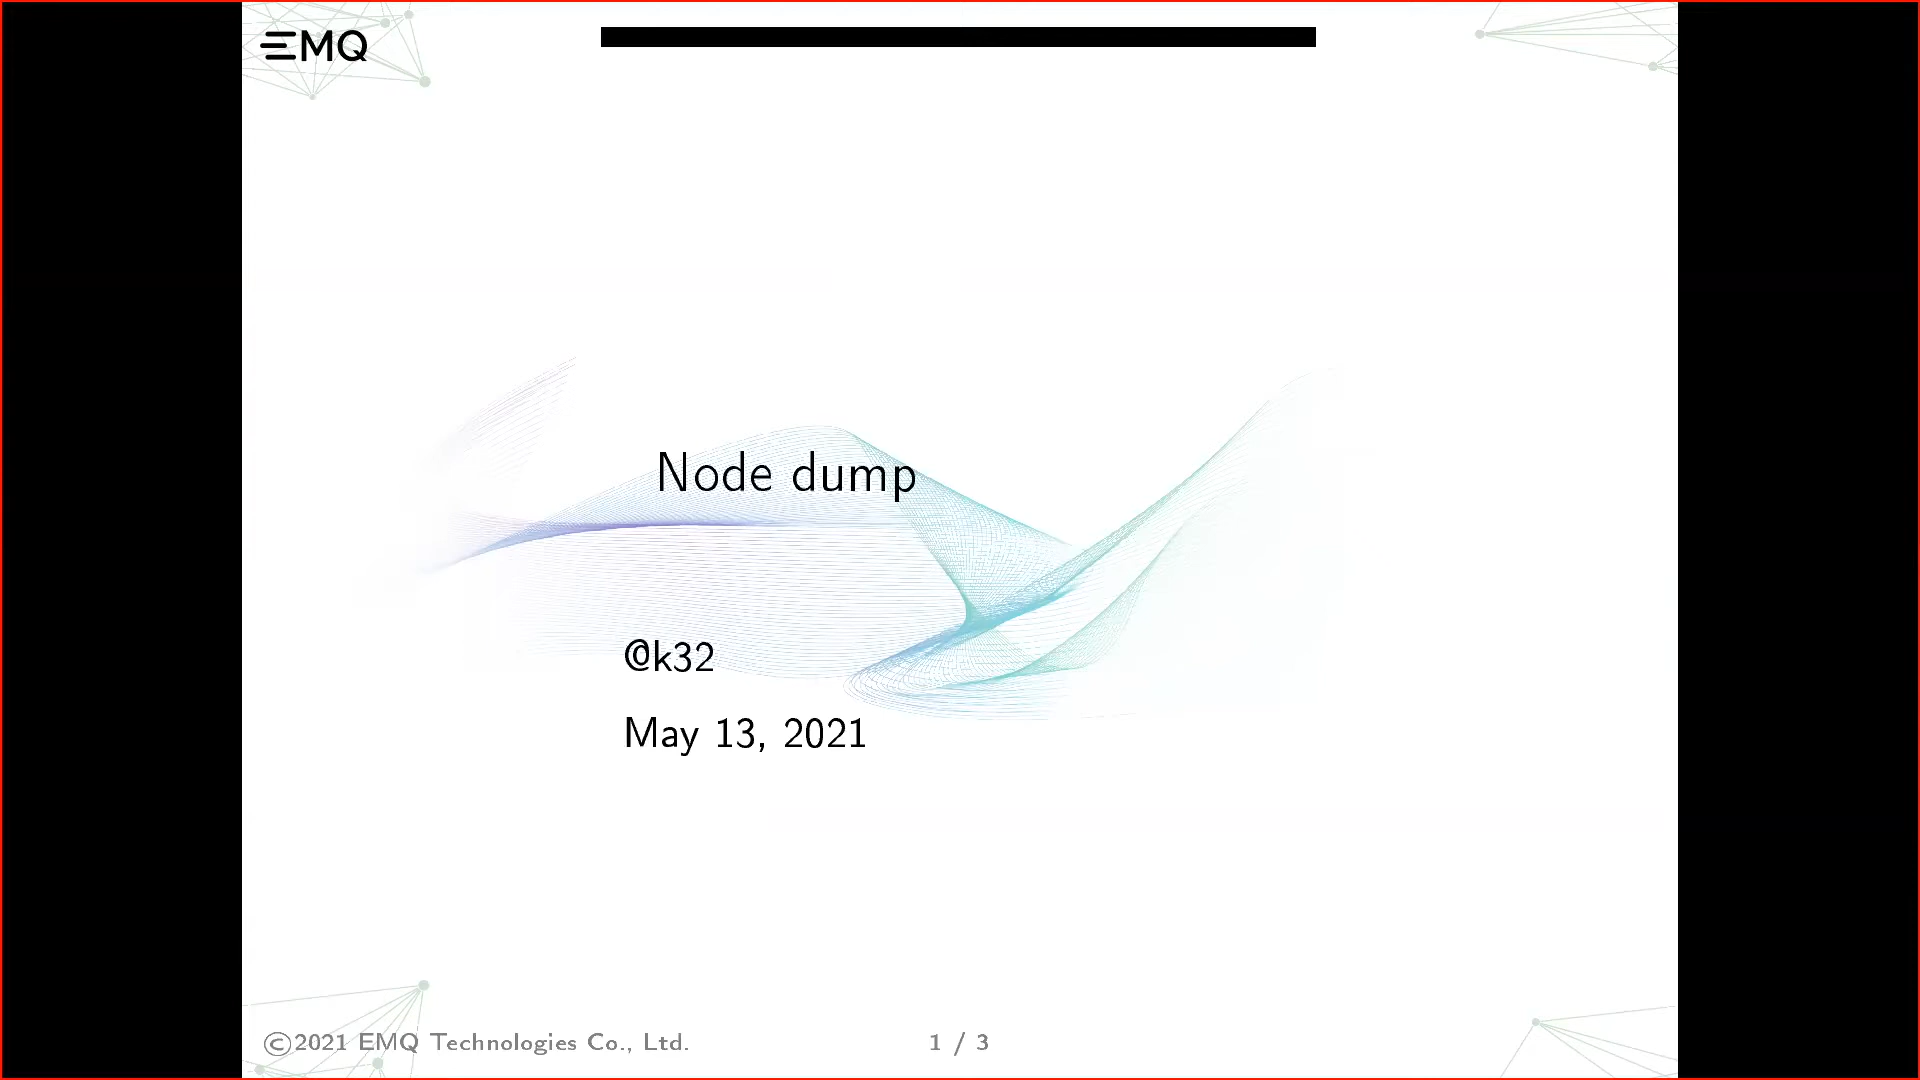 EMQ
Node dump
@k32
May 13, 2021
©2021 EMQ Technologies Co., Ltd.
1 / 3